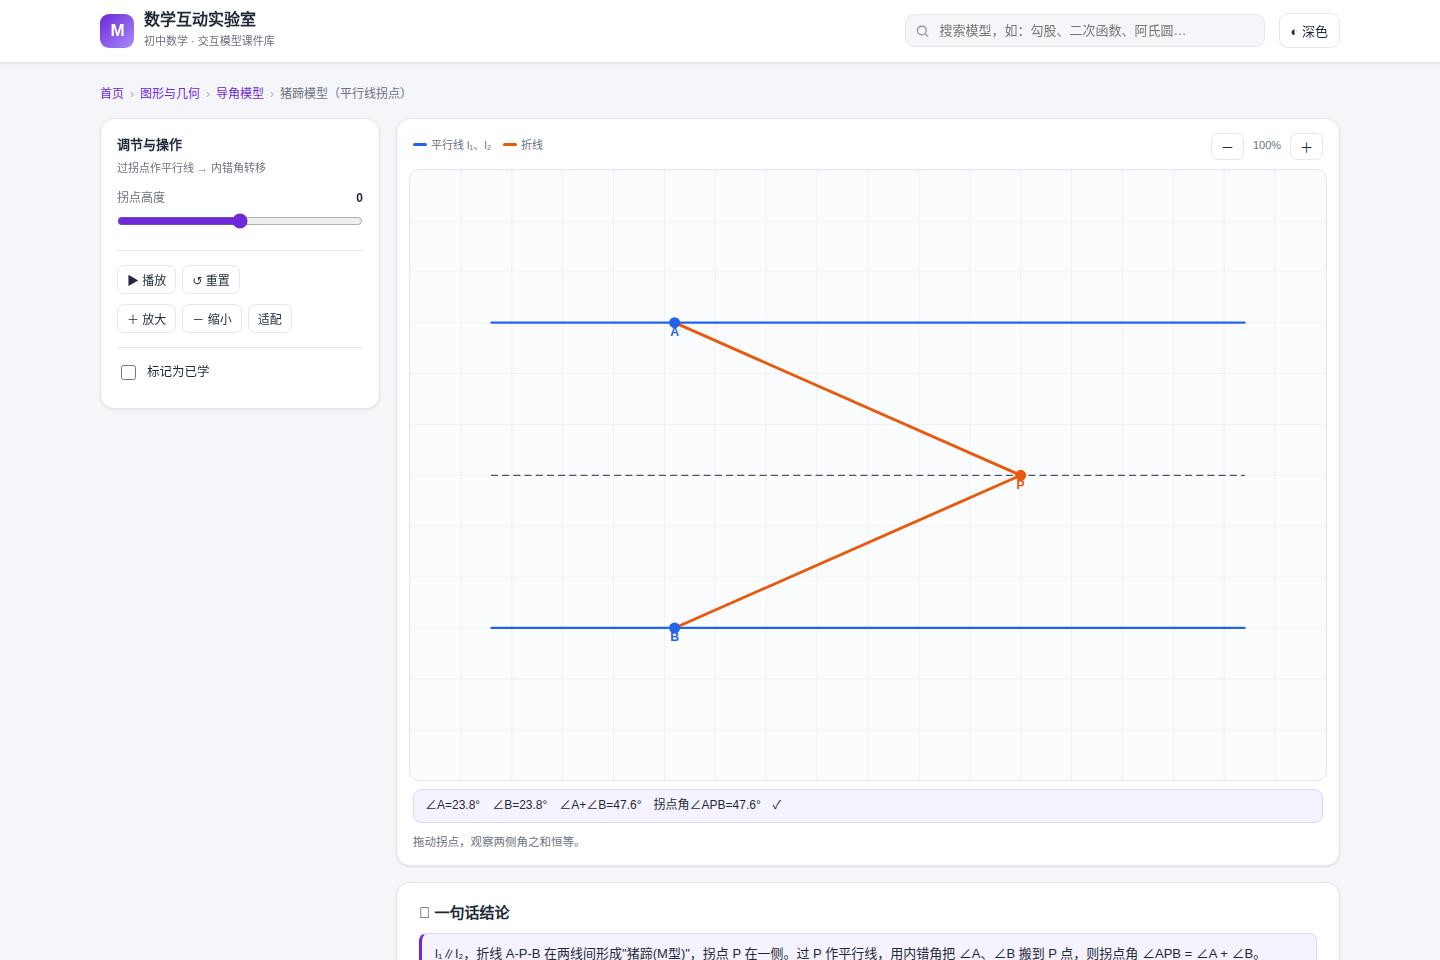 M
数学互动实验室
初中数学 · 交互模型课件库
搜索模型，如：勾股、二次函数、阿氏圆…
深色
首页 › 图形与几何 › 导角模型 › 猪蹄模型（平行线拐点）
调节与操作
过拐点作平行线 → 内错角转移
拐点高度 0
▶ 播放
↺ 重置
＋ 放大
－ 缩小
适配
标记为已学
平行线 l₁、l₂
折线
－ 100% ＋
A
P
B
∠A=23.8° ∠B=23.8° ∠A+∠B=47.6° 拐点角∠APB=47.6° ✓
拖动拐点，观察两侧角之和恒等。
一句话结论
l₁∥l₂，折线 A-P-B 在两线间形成"猪蹄(M型)"，拐点 P 在一侧。过 P 作平行线，用内错角把 ∠A、∠B 搬到 P 点，则拐点角 ∠APB = ∠A + ∠B。